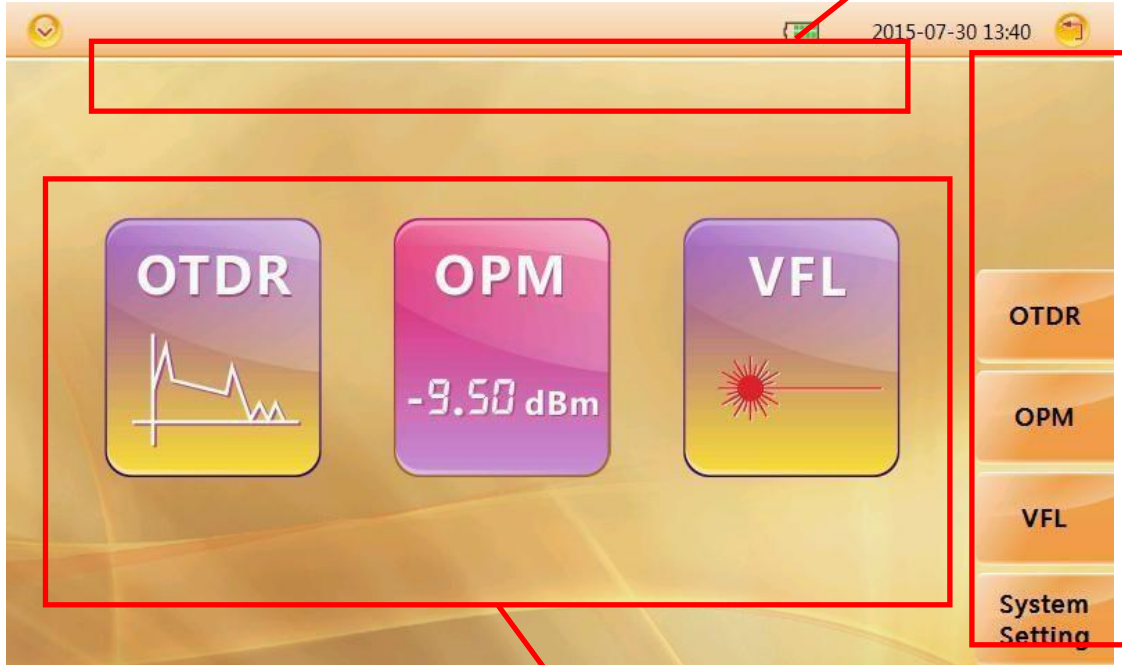 2015-07-30 13:40
OTDR
OPM
VFL
-9.50 dBm
OTDR
OPM
VFL
System
Setting